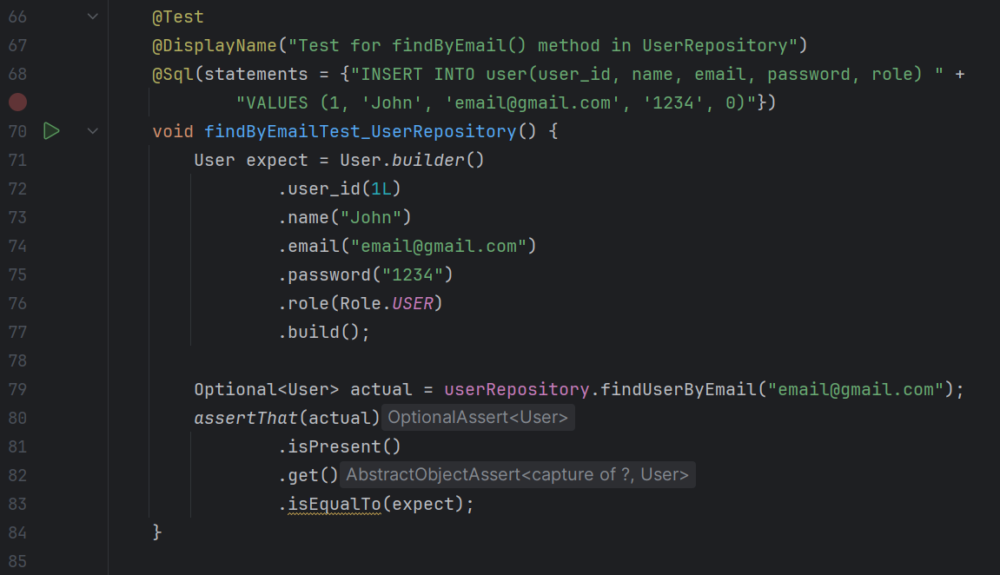 66 @Test
67 @DisplayName("Test for findByEmail() method in UserRepository")
68 @Sql(statements = {"INSERT INTO user(user_id, name, email, password, role) " +
"VALUES (1, 'John', 'email@gmail.com', '1234', 0)"})
70 void findByEmailTest_UserRepository() {
71 User expect = User.builder()
72 .user_id(1L)
73 .name("John")
74 .email("email@gmail.com")
75 .password("1234")
76 .role(Role.USER)
77 .build();
78
79 Optional<User> actual = userRepository.findUserByEmail("email@gmail.com");
80 assertThat(actual) OptionalAssert<User>
81 .isPresent()
82 .get() AbstractObjectAssert<capture of ?, User>
83 .isEqualTo(expect);
84 }
85